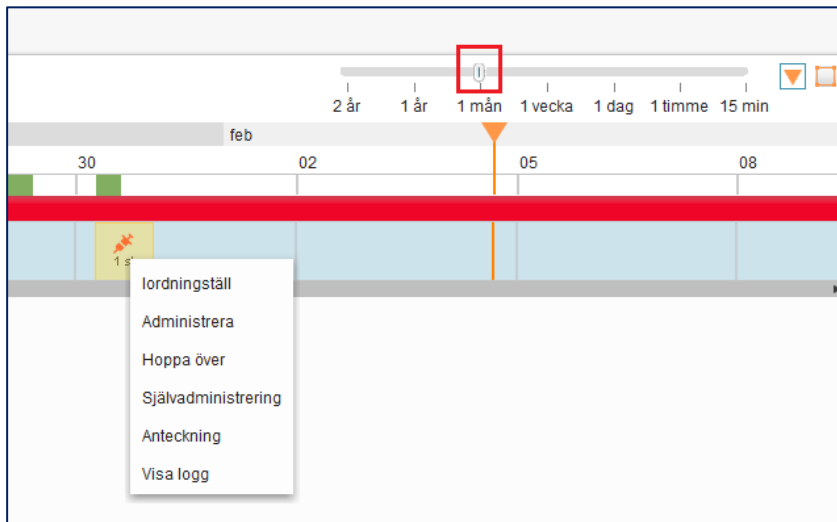 2 år 1 år 1 mån 1 vecka 1 dag 1 timme 15 min
feb
30 02 05 08
1
Iordningställ
Administrera
Hoppa över
Självadministrering
Anteckning
Visa logg